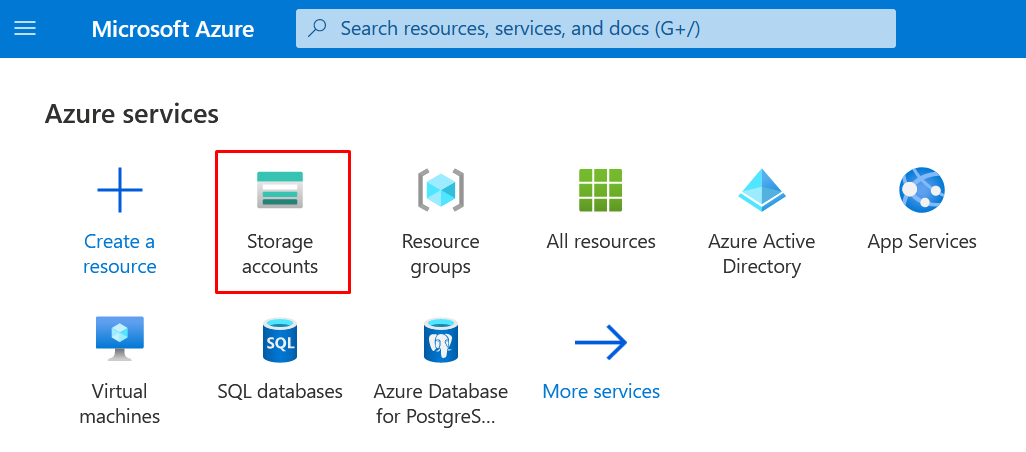 Microsoft Azure
Search resources, services, and docs (G+/)
Azure services
Create a
resource
Storage
accounts
Resource
groups
All resources
Azure Active
Directory
App Services
Virtual
machines
SQL
SQL databases
Azure Database
for PostgreS...
More services